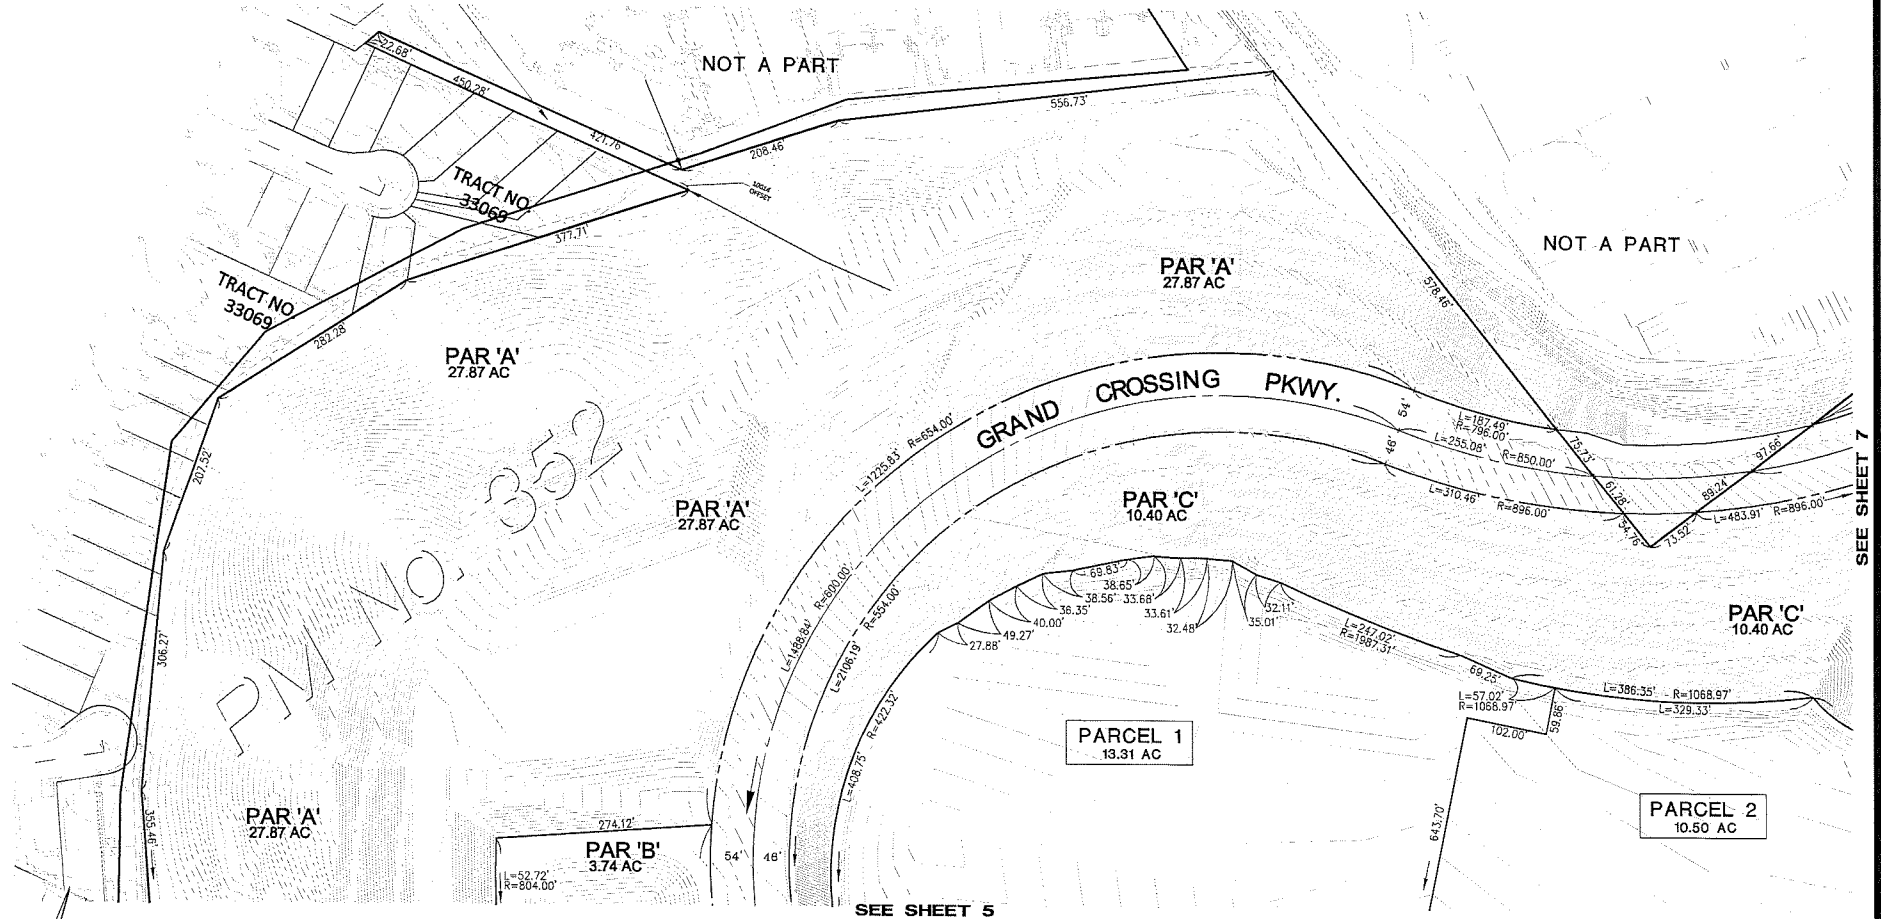 NOT A PART
22.68'
450.28'
421.76
208.46'
556.73'
TRACT NO.
33069
377.71'
NOT A PART
TRACT NO.
33069
282.28'
PAR 'A'
27.87 AC
PAR 'A'
27.87 AC
578.46'
207.52'
GRAND CROSSING PKWY.
L=1225.83' R=654.00'
54'
46'
L=187.49'
R=796.00'
L=255.08' R=850.00'
75.73'
97.66'
61.28'
89.24'
L=310.46' R=896.00'
54.76'
73.52'
L=483.91' R=896.00'
SEE SHEET 7
PM NO. 352
PAR 'A'
27.87 AC
PAR 'C'
10.40 AC
R=600.00'
L=1488.84'
R=554.00'
L=2106.19'
69.83'
38.65'
38.56' 33.68'
36.35'
33.61'
40.00'
32.48'
49.27'
27.88'
32.11'
35.01'
L=247.02'
R=1987.31'
69.25'
PAR 'C'
10.40 AC
306.27'
L=57.02'
R=1068.97'
L=386.35' R=1068.97'
L=329.33'
59.86'
102.00'
R=422.32'
L=408.75'
PARCEL 1
13.31 AC
PARCEL 2
10.50 AC
643.70'
355.46'
PAR 'A'
27.87 AC
274.12'
PAR 'B'
3.74 AC
54'
46'
L=52.72'
R=804.00'
SEE SHEET 5